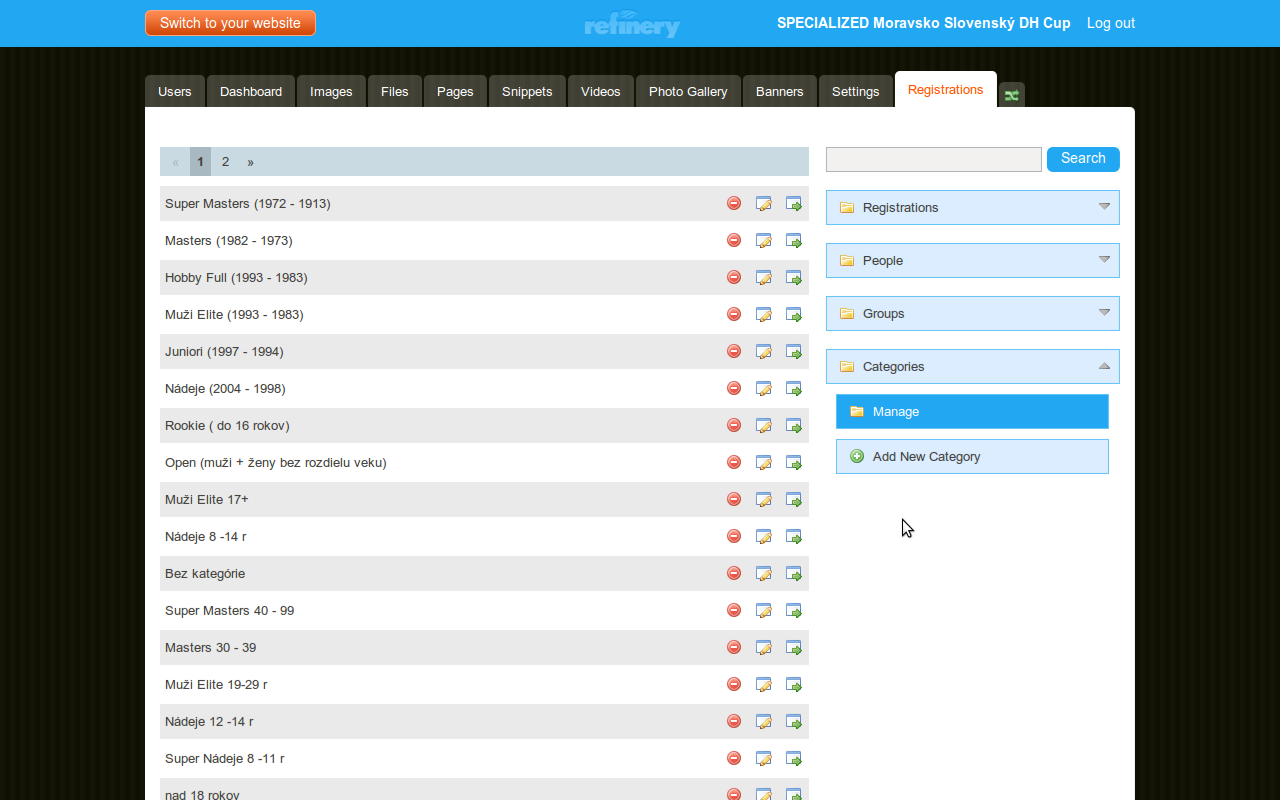 Switch to your website
refinery
SPECIALIZED Moravsko Slovenský DH Cup
Log out
Users
Dashboard
Images
Files
Pages
Snippets
Videos
Photo Gallery
Banners
Settings
Registrations
« 1 2 »
Search
Super Masters (1972 - 1913)
Masters (1982 - 1973)
Hobby Full (1993 - 1983)
Muži Elite (1993 - 1983)
Juniori (1997 - 1994)
Nádeje (2004 - 1998)
Rookie ( do 16 rokov)
Open (muži + ženy bez rozdielu veku)
Muži Elite 17+
Nádeje 8 -14 r
Bez kategórie
Super Masters 40 - 99
Masters 30 - 39
Muži Elite 19-29 r
Nádeje 12 -14 r
Super Nádeje 8 -11 r
nad 18 rokov
Registrations
People
Groups
Categories
Manage
Add New Category